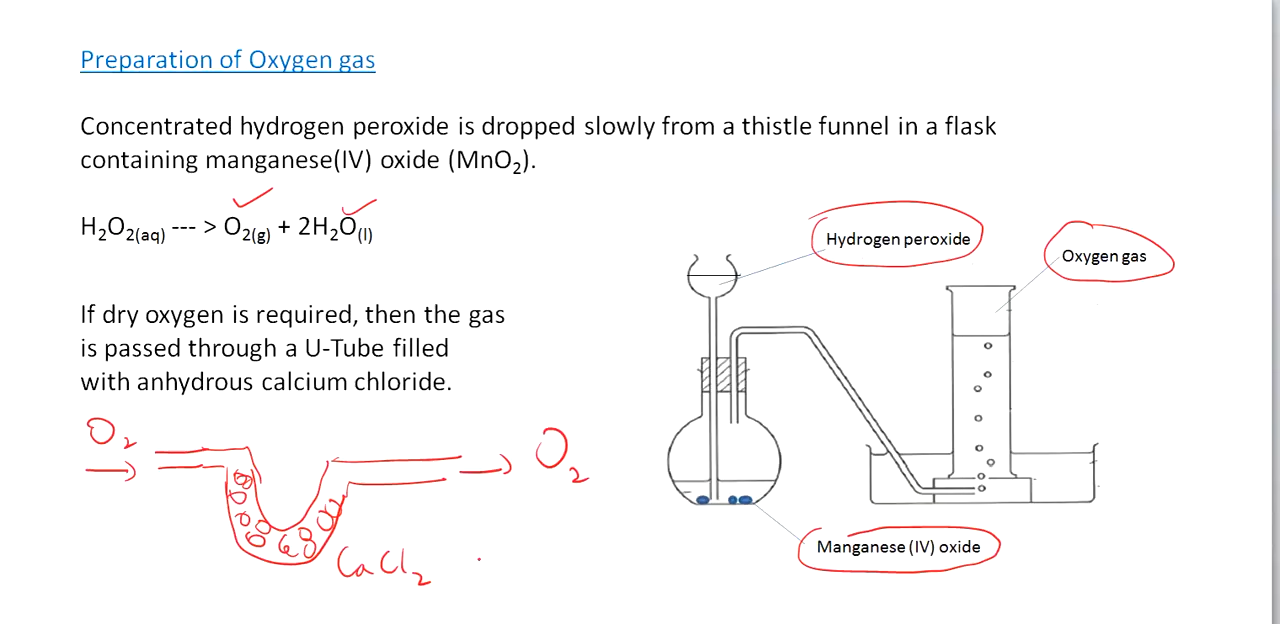 Preparation of Oxygen gas
Concentrated hydrogen peroxide is dropped slowly from a thistle funnel in a flask
containing manganese(IV) oxide (MnO₂).
H₂O₂(aq) --- > O₂(g) + 2H₂O(l)
If dry oxygen is required, then the gas
is passed through a U-Tube filled
with anhydrous calcium chloride.
Hydrogen peroxide
Oxygen gas
Manganese (IV) oxide
O₂
O₂
CaCl₂